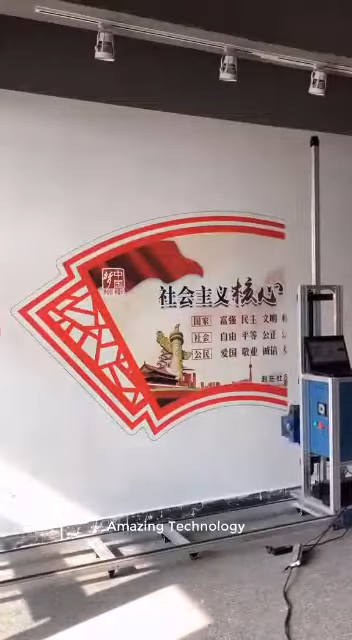 中国
梦
社会主义核心
国家 富强 民主 文明
社会 自由 平等 公正
公民 爱国 敬业 诚信
Amazing Technology